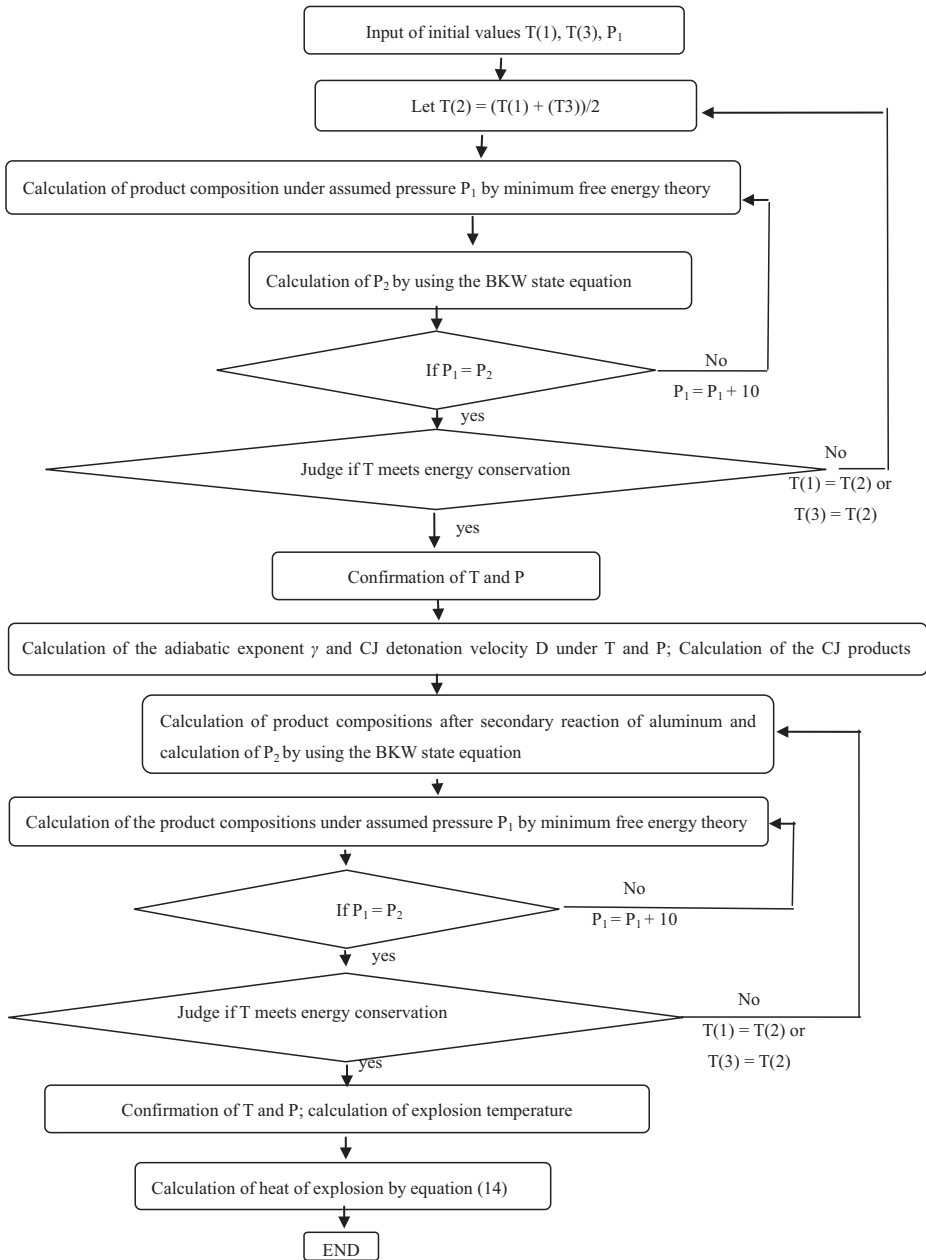 Input of initial values T(1), T(3), P₁
Let T(2) = (T(1) + (T3))/2
Calculation of product composition under assumed pressure P₁ by minimum free energy theory
Calculation of P₂ by using the BKW state equation
If P₁ = P₂
No
P₁ = P₁ + 10
yes
Judge if T meets energy conservation
No
T(1) = T(2) or
T(3) = T(2)
yes
Confirmation of T and P
Calculation of the adiabatic exponent γ and CJ detonation velocity D under T and P; Calculation of the CJ products
Calculation of product compositions after secondary reaction of aluminum and
calculation of P₂ by using the BKW state equation
Calculation of the product compositions under assumed pressure P₁ by minimum free energy theory
If P₁ = P₂
No
P₁ = P₁ + 10
yes
Judge if T meets energy conservation
No
T(1) = T(2) or
T(3) = T(2)
yes
Confirmation of T and P; calculation of explosion temperature
Calculation of heat of explosion by equation (14)
END